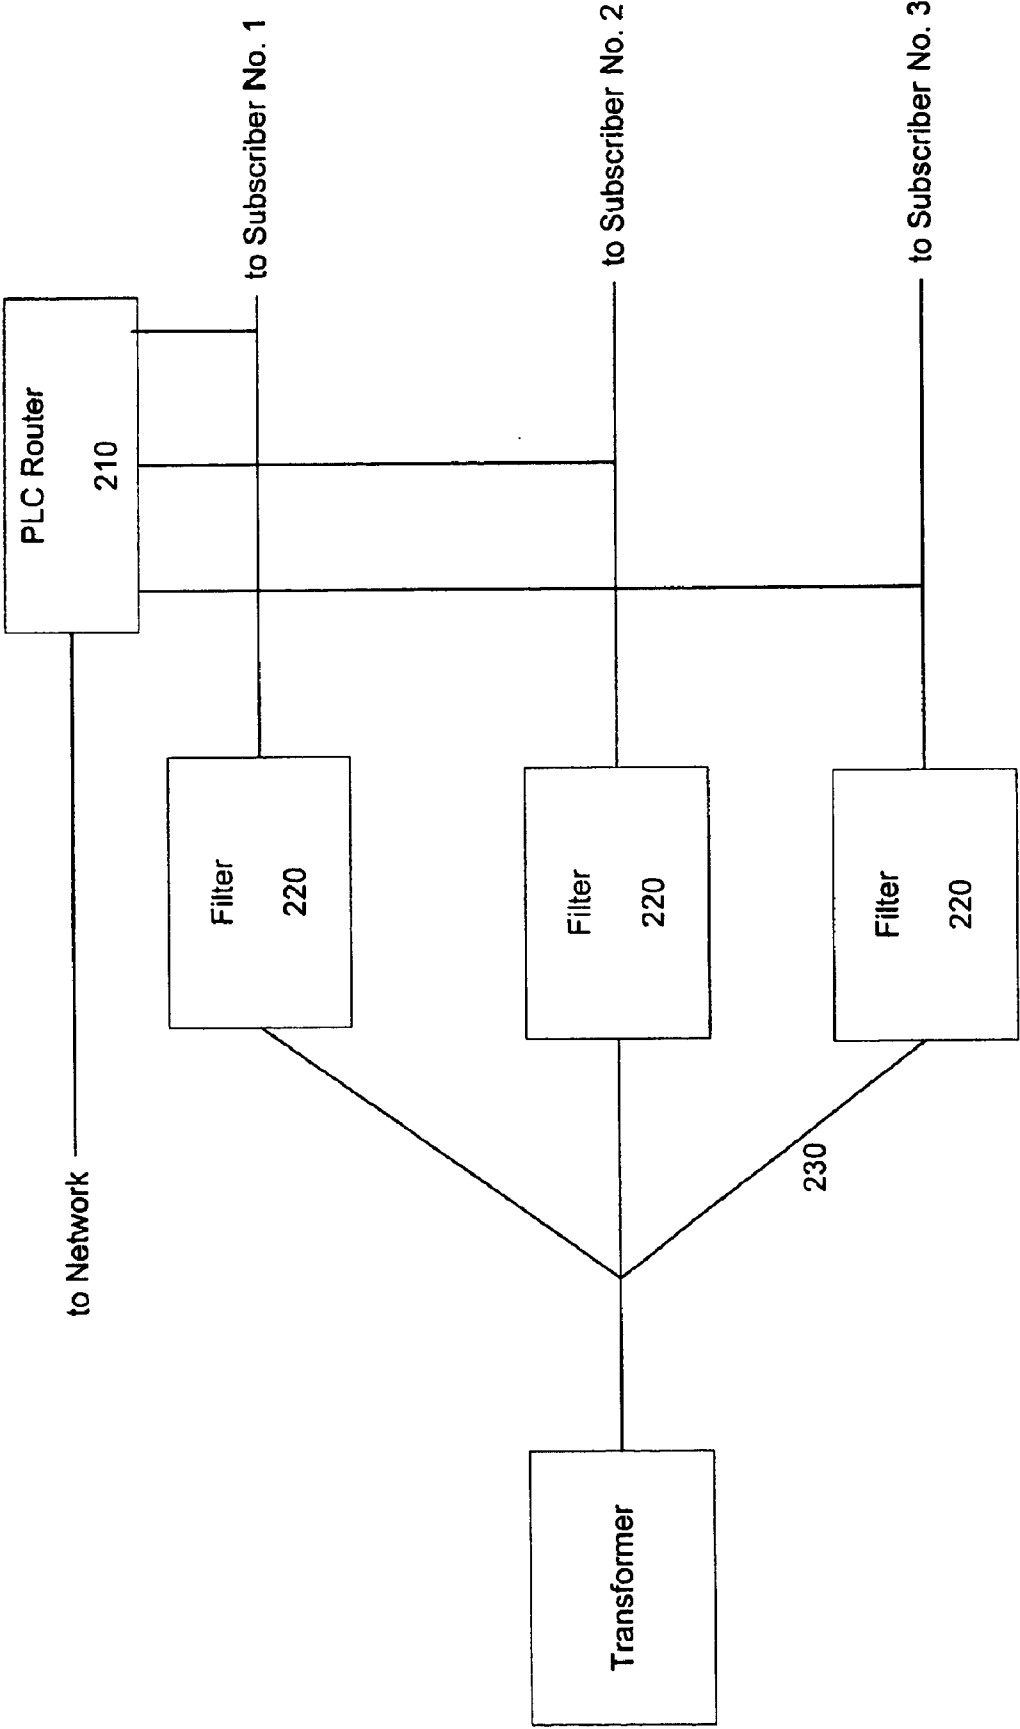 to Network
PLC Router
210
to Subscriber No. 1
Filter
220
Transformer
Filter
220
to Subscriber No. 2
230
Filter
220
to Subscriber No. 3